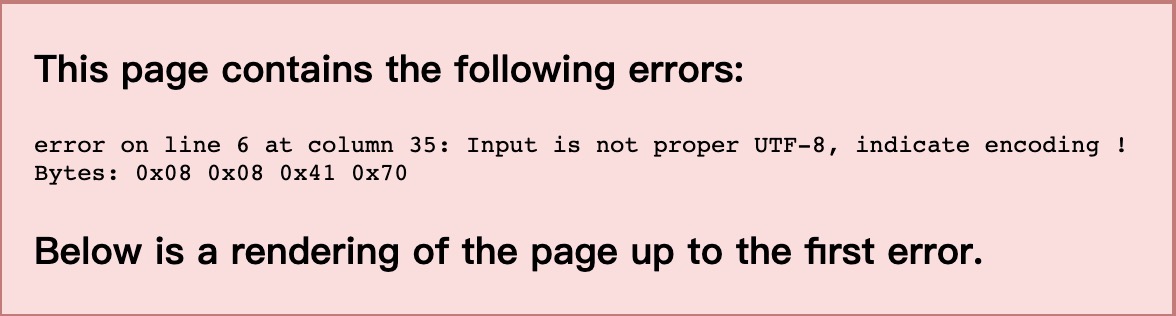 This page contains the following errors:
error on line 6 at column 35: Input is not proper UTF-8, indicate encoding !
Bytes: 0x08 0x08 0x41 0x70
Below is a rendering of the page up to the first error.